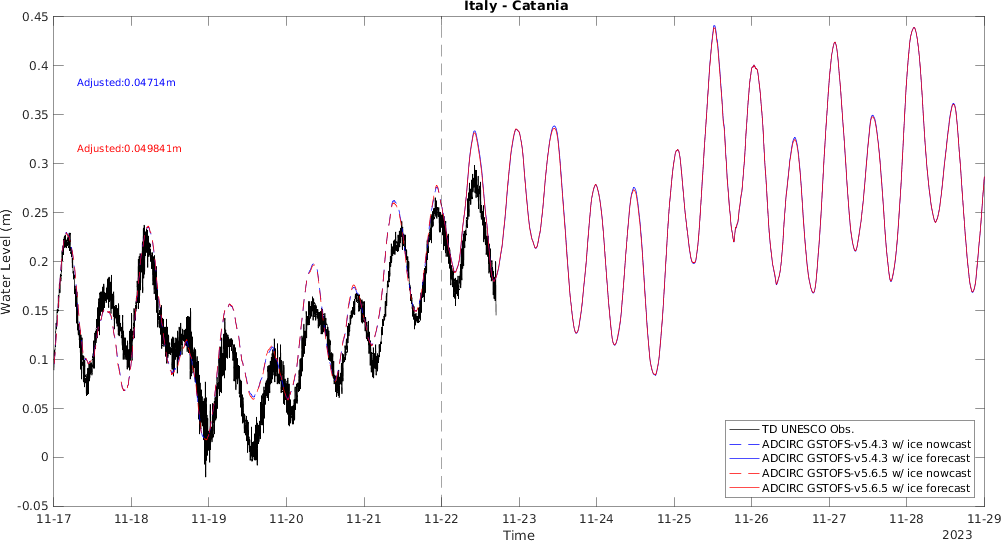 Italy - Catania
Adjusted:0.04714m
Adjusted:0.049841m
Water Level (m)
0.45
0.4
0.35
0.3
0.25
0.2
0.15
0.1
0.05
0
-0.05
TD UNESCO Obs.
ADCIRC GSTOFS-v5.4.3 w/ ice nowcast
ADCIRC GSTOFS-v5.4.3 w/ ice forecast
ADCIRC GSTOFS-v5.6.5 w/ ice nowcast
ADCIRC GSTOFS-v5.6.5 w/ ice forecast
11-17 11-18 11-19 11-20 11-21 11-22 11-23 11-24 11-25 11-26 11-27 11-28 11-29
Time
2023